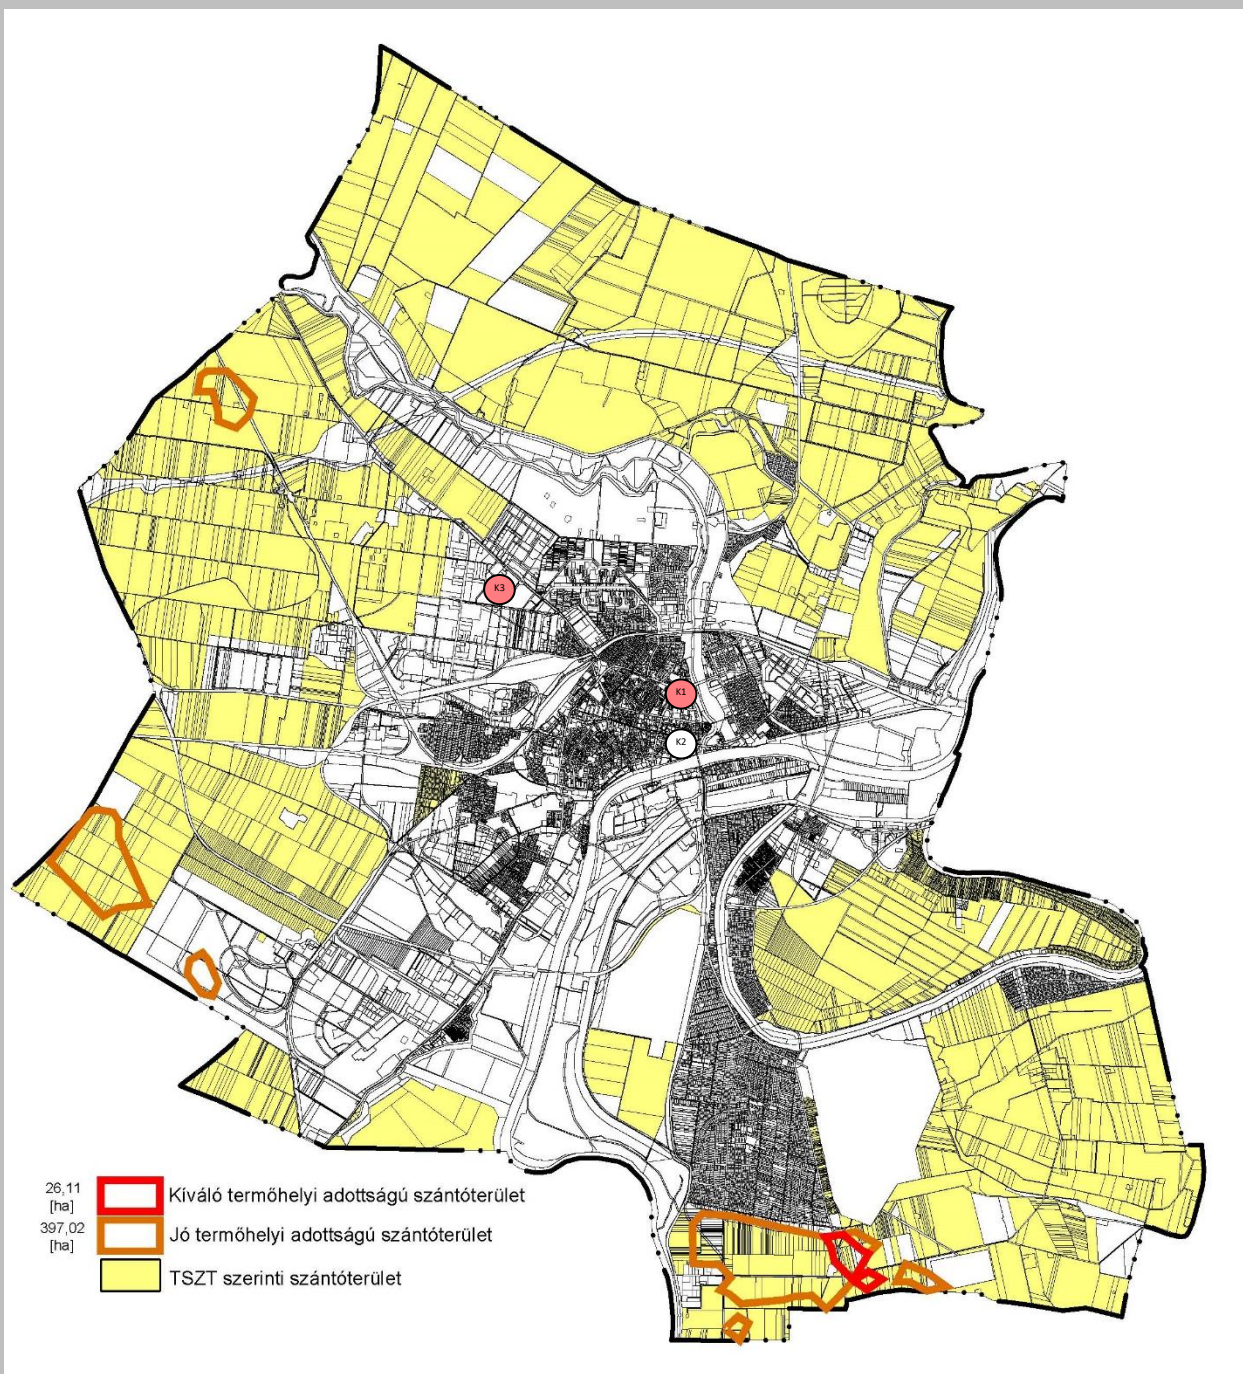 K3
K1
K2
26,11
[ha]
Kíváló termőhelyi adottságú szántóterület
397,02
[ha]
Jó termőhelyi adottságú szántóterület
TSZT szerinti szántóterület